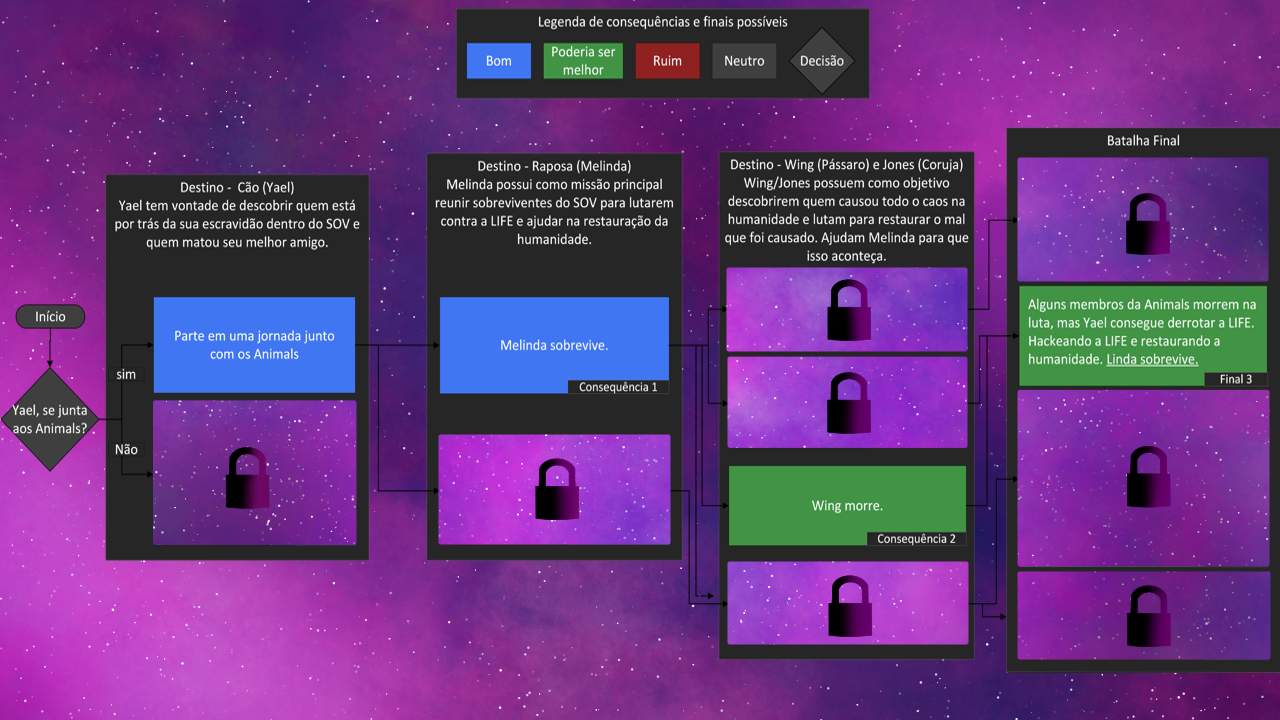 Legenda de consequências e finais possíveis
Bom
Poderia ser
melhor
Ruim
Neutro
Decisão
Início
Yael, se junta
aos Animals?
sim
Não
Destino - Cão (Yael)
Yael tem vontade de descobrir quem está
por trás da sua escravidão dentro do SOV e
quem matou seu melhor amigo.
Parte em uma jornada junto
com os Animals
Destino - Raposa (Melinda)
Melinda possui como missão principal
reunir sobreviventes do SOV para lutarem
contra a LIFE e ajudar na restauração da
humanidade.
Melinda sobrevive.
Consequência 1
Destino - Wing (Pássaro) e Jones (Coruja)
Wing/Jones possuem como objetivo
descobrirem quem causou todo o caos na
humanidade e lutam para restaurar o mal
que foi causado. Ajudam Melinda para que
isso aconteça.
Wing morre.
Consequência 2
Batalha Final
Alguns membros da Animals morrem na
luta, mas Yael consegue derrotar a LIFE.
Hackeando a LIFE e restaurando a
humanidade. Linda sobrevive.
Final 3